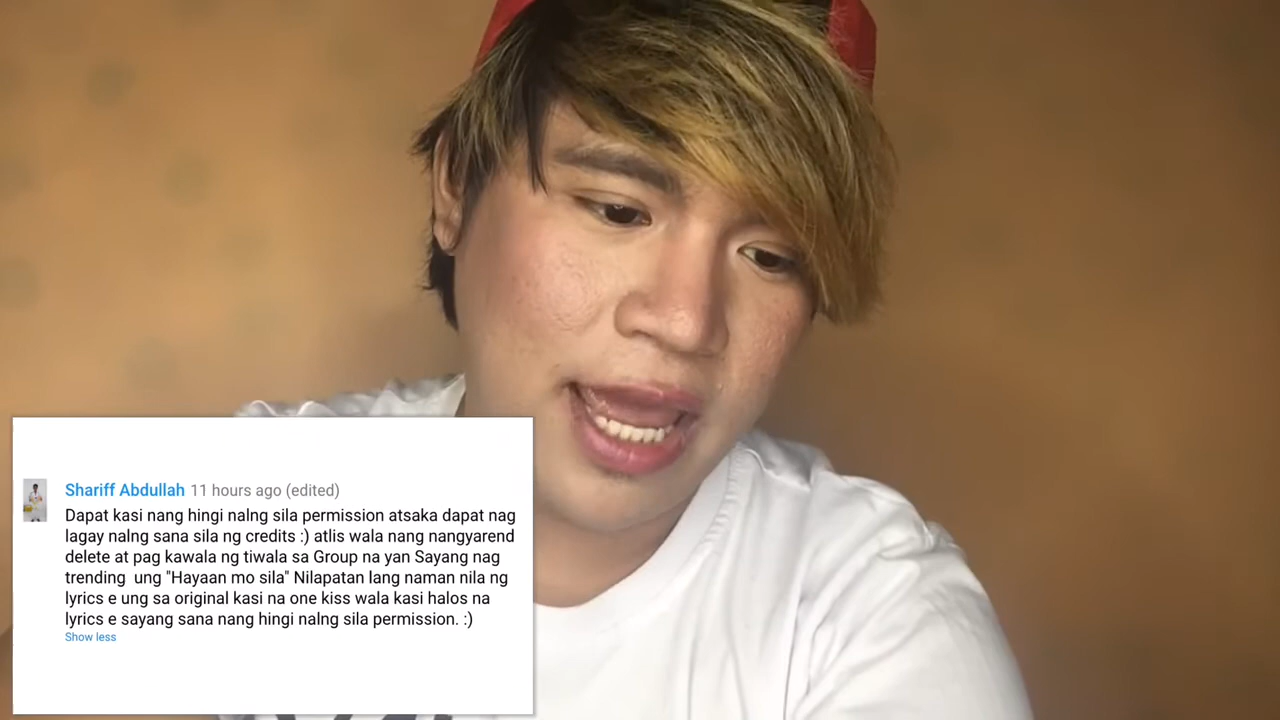 Shariff Abdullah 11 hours ago (edited)
Dapat kasi nang hingi nalng sila permission atsaka dapat nag
lagay nalng sana sila ng credits :) atlis wala nang nangyarend
delete at pag kawala ng tiwala sa Group na yan Sayang nag
trending  ung "Hayaan mo sila" Nilapatan lang naman nila ng
lyrics e ung sa original kasi na one kiss wala kasi halos na
lyrics e sayang sana nang hingi nalng sila permission. :)
Show less